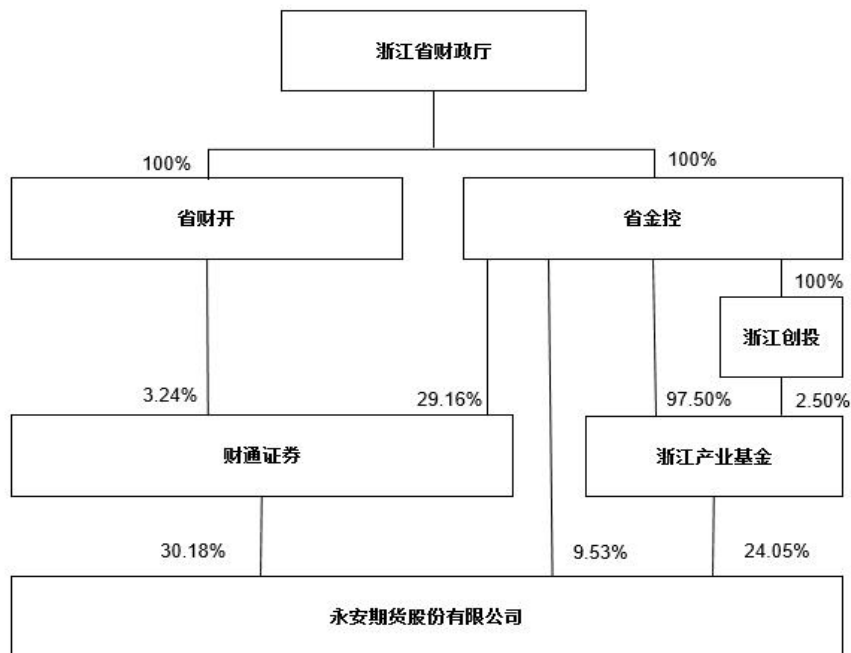 浙江省财政厅
100%
100%
省财开
省金控
100%
浙江创投
3.24%
29.16%
97.50%
2.50%
财通证券
浙江产业基金
30.18%
9.53%
24.05%
永安期货股份有限公司